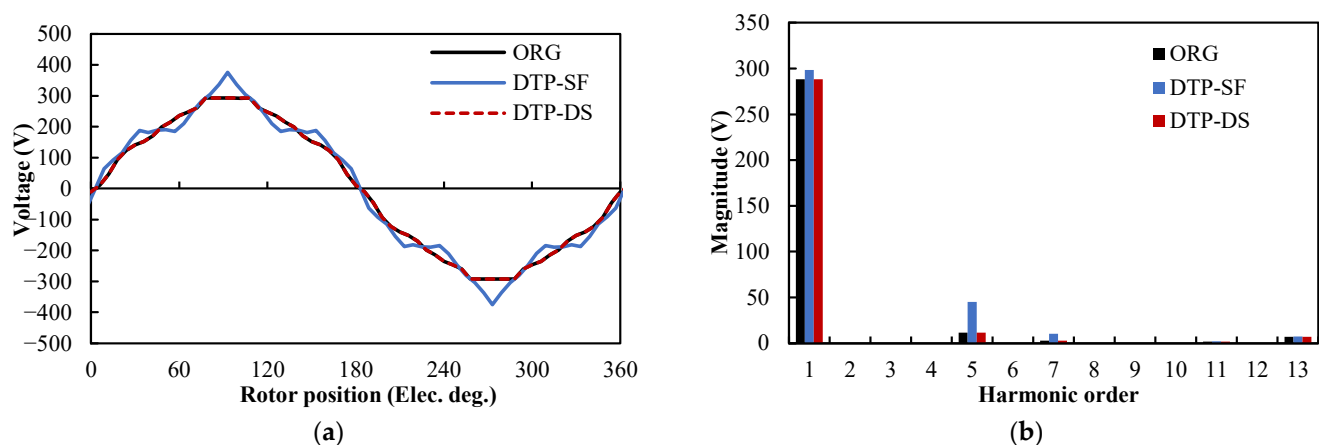 500
400
300
200
100
0
−100
−200
−300
−400
−500
Voltage (V)
ORG
DTP-SF
DTP-DS
0 60 120 180 240 300 360
Rotor position (Elec. deg.)
(a)
350
300
250
200
150
100
50
0
Magnitude (V)
ORG
DTP-SF
DTP-DS
1 2 3 4 5 6 7 8 9 10 11 12 13
Harmonic order
(b)